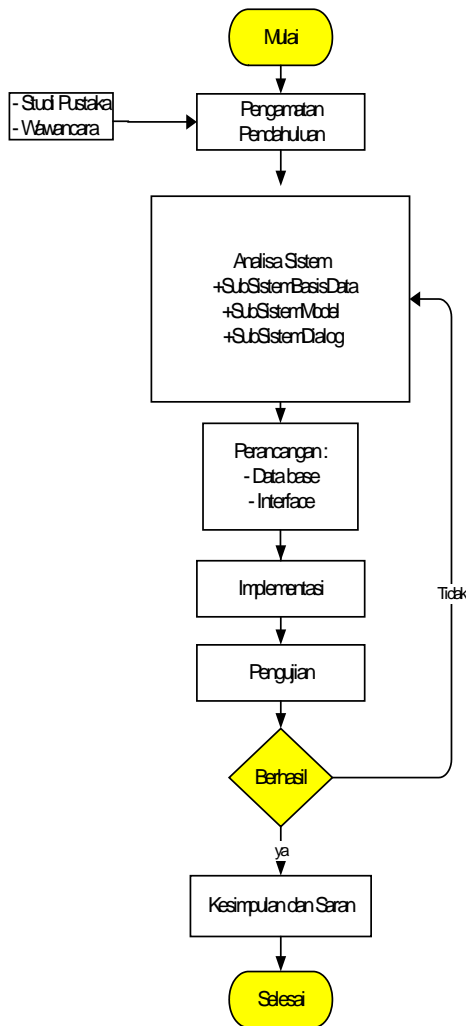 Mulai
- Studi Pustaka
- Wawancara
Pengamatan
Pendahuluan
Analisa Sistem
+SubSistemBasisData
+SubSistemModel
+SubSistemDialog
Perancangan :
- Data base
- Interface
Implementasi
Tidak
Pengujian
Berhasil
ya
Kesimpulan dan Saran
Selesai